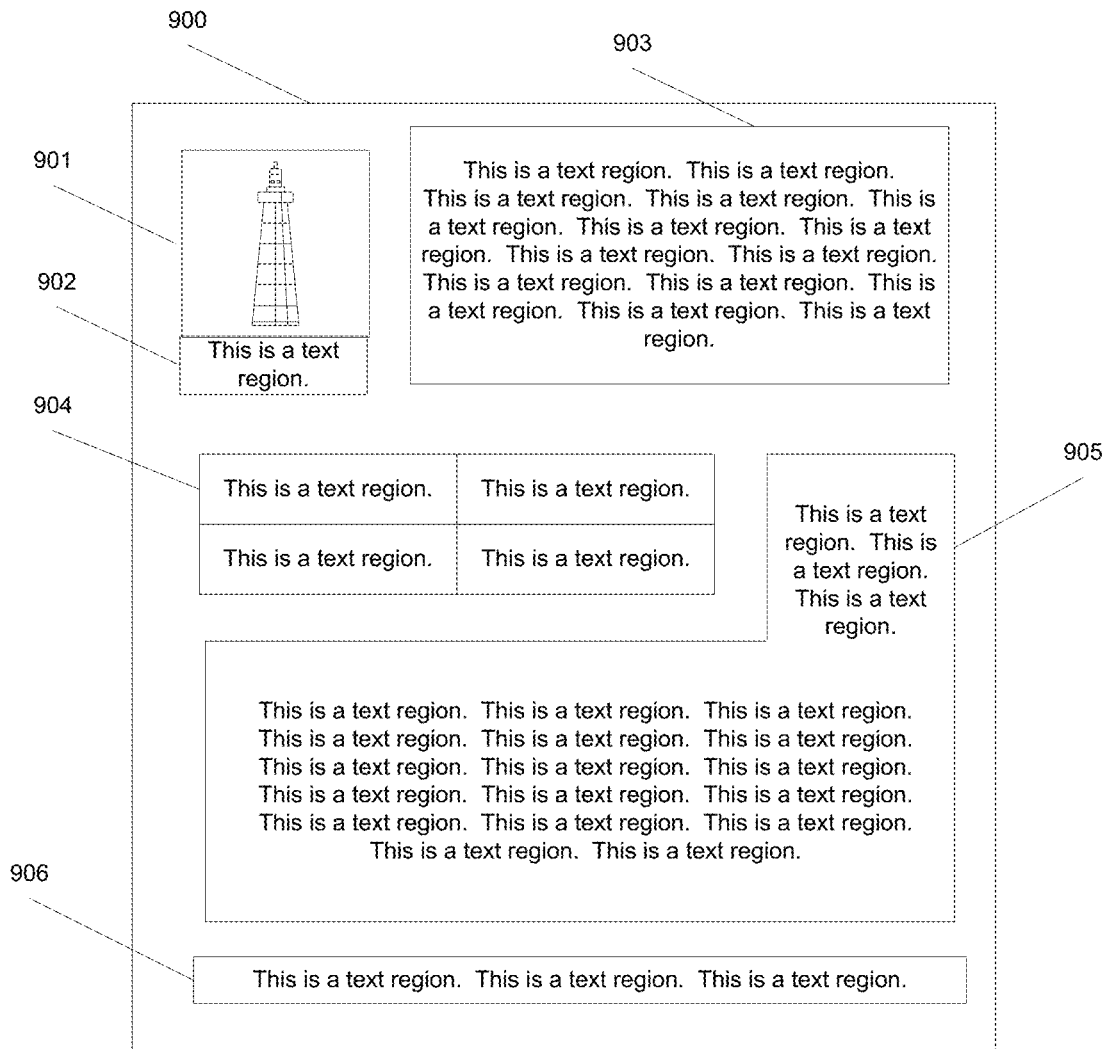 900
903
901
This is a text region.  This is a text region.
This is a text region.  This is a text region.  This is
a text region.  This is a text region.  This is a text
region.  This is a text region.  This is a text region.
This is a text region.  This is a text region.  This is
a text region.  This is a text region.  This is a text
region.
902
This is a text
region.
904
905
This is a text region.
This is a text region.
This is a text region.
This is a text region.
This is a text
region.  This is
a text region.
This is a text
region.
This is a text region.  This is a text region.  This is a text region.
This is a text region.  This is a text region.  This is a text region.
This is a text region.  This is a text region.  This is a text region.
This is a text region.  This is a text region.  This is a text region.
This is a text region.  This is a text region.  This is a text region.
This is a text region.  This is a text region.
906
This is a text region.  This is a text region.  This is a text region.